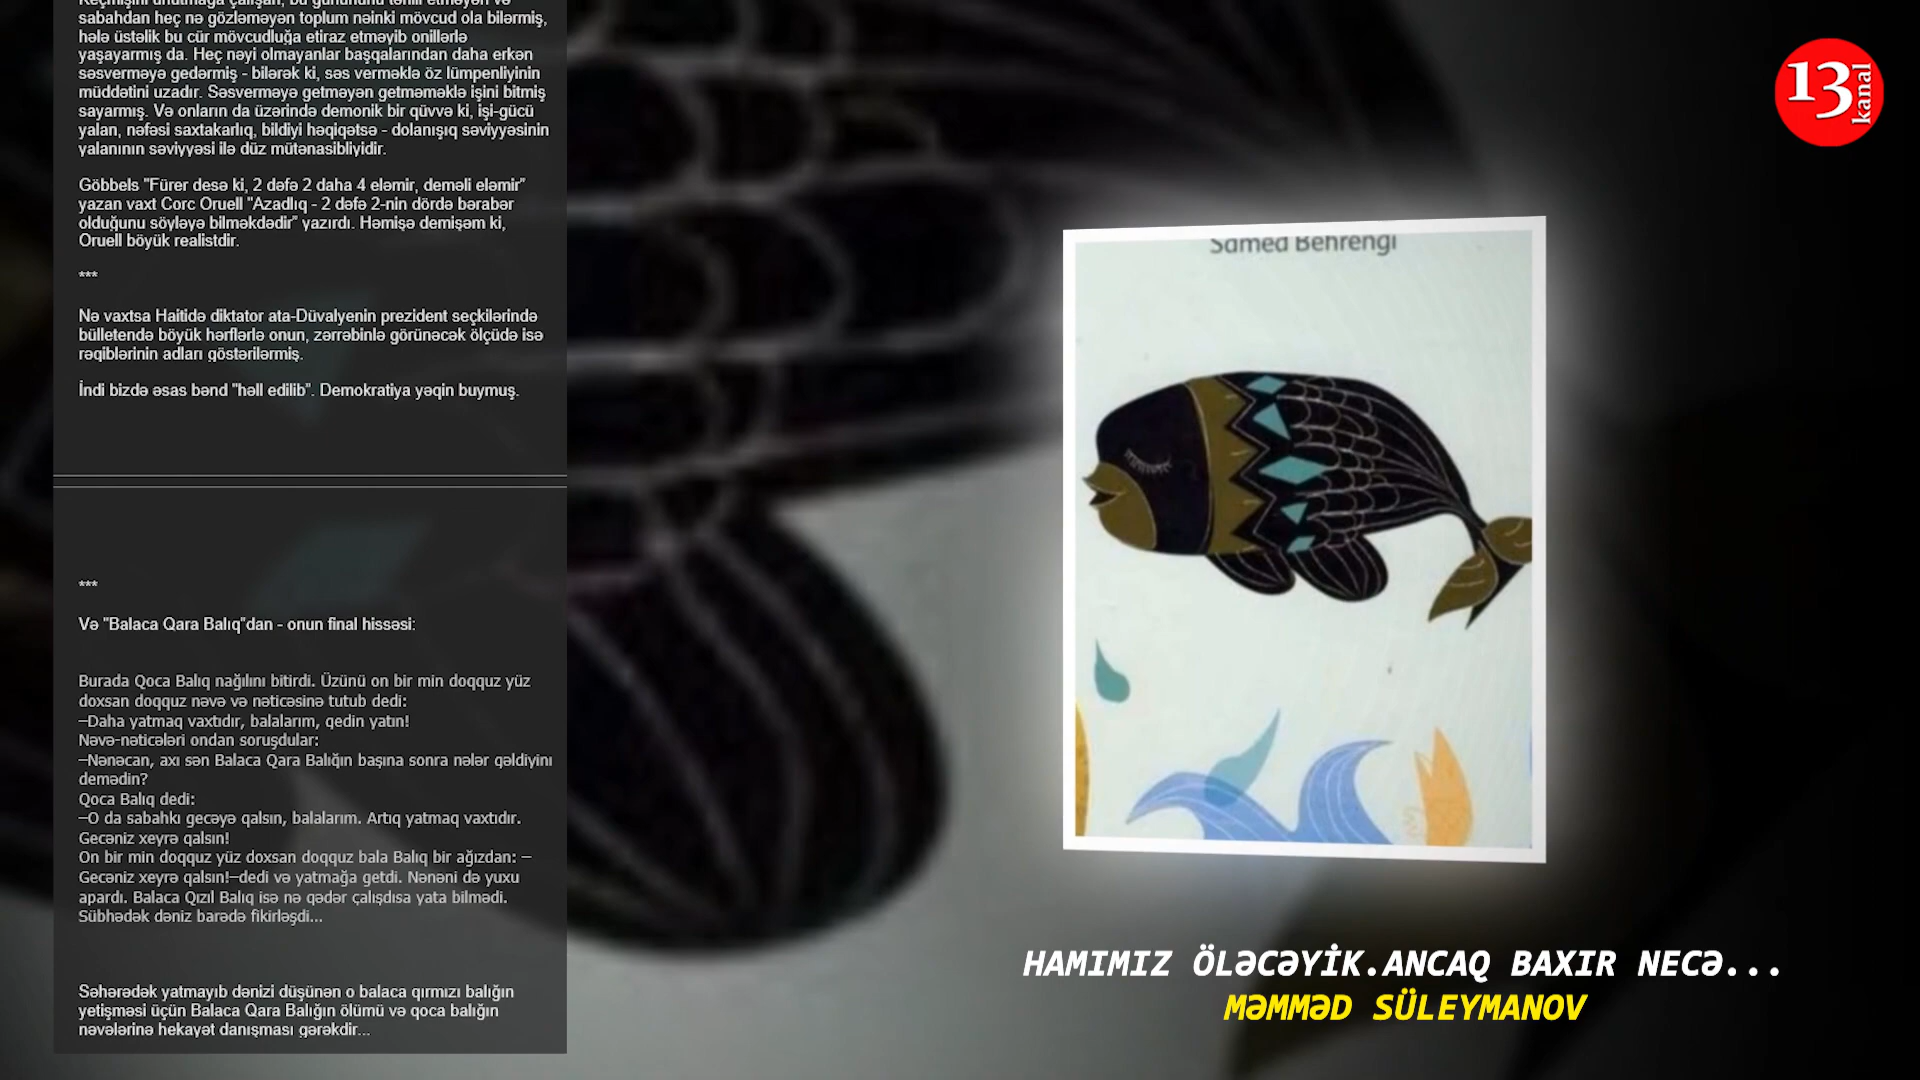 Keçmişini unutmağa çalışan, bu günününü təhlil etməyən və
sabahdan heç nə gözləməyən toplum nəinki mövcud ola bilərmiş,
hələ üstəlik bu cür mövcudluğa etiraz etməyib onillərlə
yaşayarmış da. Heç nəyi olmayanlar başqalarından daha erkən
səsverməyə gedərmiş - bilərək ki, səs verməklə öz lümpenliyinin
müddətini uzadır. Səsverməyə getməyən getməməklə işini bitmiş
sayarmış. Və onların da üzərində demonik bir qüvvə ki, işi-gücü
yalan, nəfəsi saxtakarlıq, bildiyi həqiqətsə - dolanışıq səviyyəsinin
yalanının səviyyəsi ilə düz mütənasibliyidir.
Göbbels "Fürer desə ki, 2 dəfə 2 daha 4 eləmir, deməli eləmir"
yazan vaxt Corc Oruell "Azadlıq - 2 dəfə 2-nin dördə bərabər
olduğunu söyləyə bilməkdədir" yazırdı. Həmişə demişəm ki,
Oruell böyük realistdir.
***
Nə vaxtsa Haitidə diktator ata-Düvalyenin prezident seçkilərində
bülletendə böyük hərflərlə onun, zərrəbinlə görünəcək ölçüdə isə
rəqiblərinin adları göstərilərmiş.
İndi bizdə əsas bənd "həll edilib". Demokratiya yəqin buymuş.
***
Və "Balaca Qara Balıq"dan - onun final hissəsi:
Burada Qoca Balıq nağılını bitirdi. Üzünü on bir min doqquz yüz
doxsan doqquz nəvə və nəticəsinə tutub dedi:
–Daha yatmaq vaxtıdır, balalarım, gedin yatın!
Nəvə-nəticələri ondan soruşdular:
–Nənəcan, axı sən Balaca Qara Balığın başına sonra nələr gəldiyini
demədin?
Qoca Balıq dedi:
–O da sabahkı gecəyə qalsın, balalarım. Artıq yatmaq vaxtıdır.
Gecəniz xeyrə qalsın!
On bir min doqquz yüz doxsan doqquz bala Balıq bir ağızdan: –
Gecəniz xeyrə qalsın!–dedi və yatmağa getdi. Nənəni də yuxu
apardı. Balaca Qızıl Balıq isə nə qədər çalışdısa yata bilmədi.
Sübhədək dəniz barədə fikirləşdi...
Səhərədək yatmayıb dənizi düşünən o balaca qırmızı balığın
yetişməsi üçün Balaca Qara Balığın ölümü və qoca balığın
nəvələrinə hekayət danışması gərəkdir...
Samed Behrengi
13 kanal
HAMIMIZ ÖLƏCƏYİK.ANCAQ BAXIR NECƏ...
MƏMMƏD SÜLEYMANOV